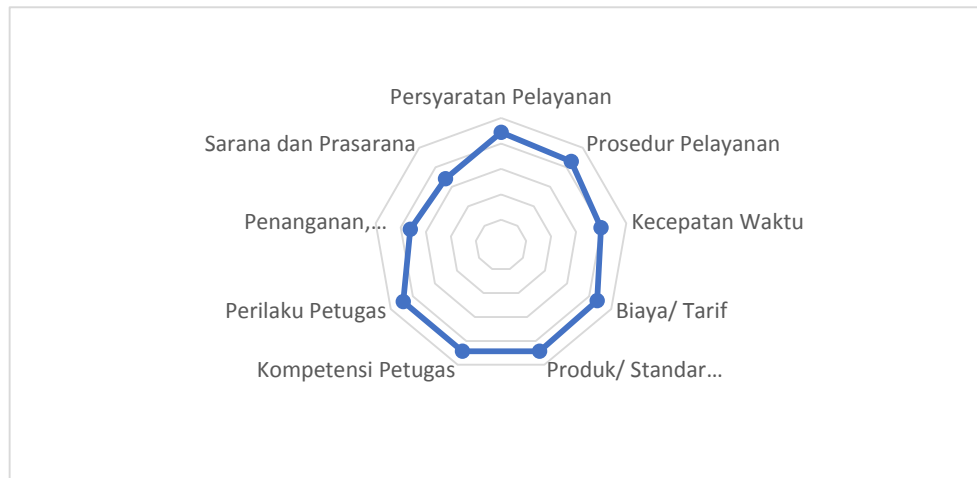 Persyaratan Pelayanan
Prosedur Pelayanan
Kecepatan Waktu
Biaya/ Tarif
Produk/ Standar...
Kompetensi Petugas
Perilaku Petugas
Penanganan,...
Sarana dan Prasarana